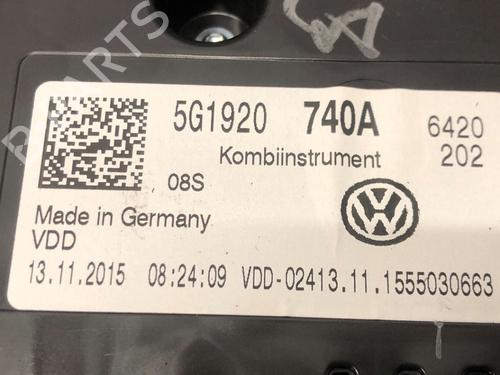 PARTS
5G1920 740A 6420
Kombiinstrument 202
08S
Made in Germany
VDD
13.11.2015 08:24:09 VDD-02413.11.1555030663